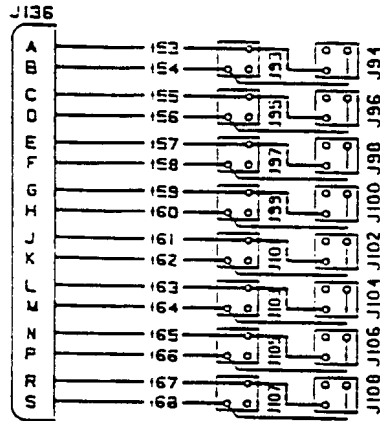 J136
A 153
B 154 J93 J94
C 155
D 156 J95 J96
E 157
F 158 J97 J98
G 159
H 160 J99 J100
J 161
K 162 J101 J102
L 163
M 164 J103 J104
N 165
P 166 J105 J106
R 167
S 168 J107 J108